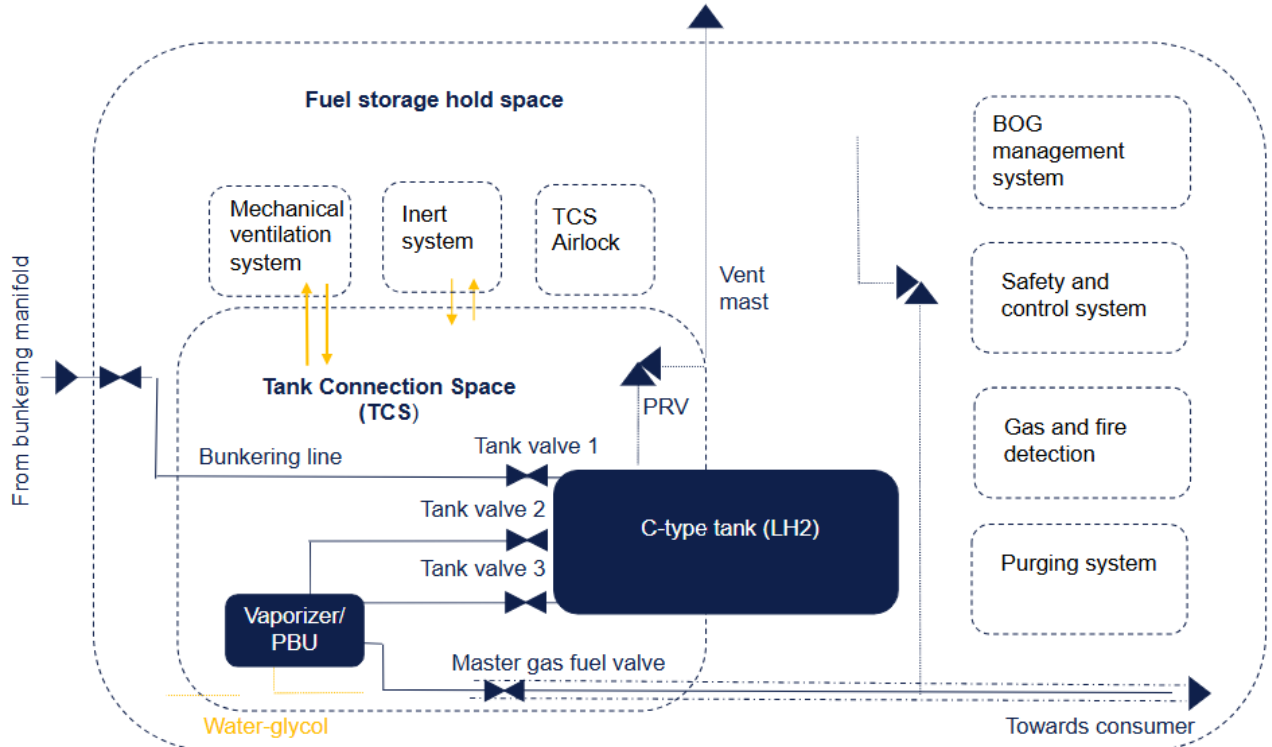 Fuel storage hold space
BOG
management
system
Mechanical
ventilation
system
Inert
system
TCS
Airlock
Vent
mast
Safety and
control system
From bunkering manifold
Tank Connection Space
(TCS)
PRV
Tank valve 1
Bunkering line
Gas and fire
detection
Tank valve 2
C-type tank (LH2)
Tank valve 3
Purging system
Vaporizer/
PBU
Master gas fuel valve
Water-glycol
Towards consumer